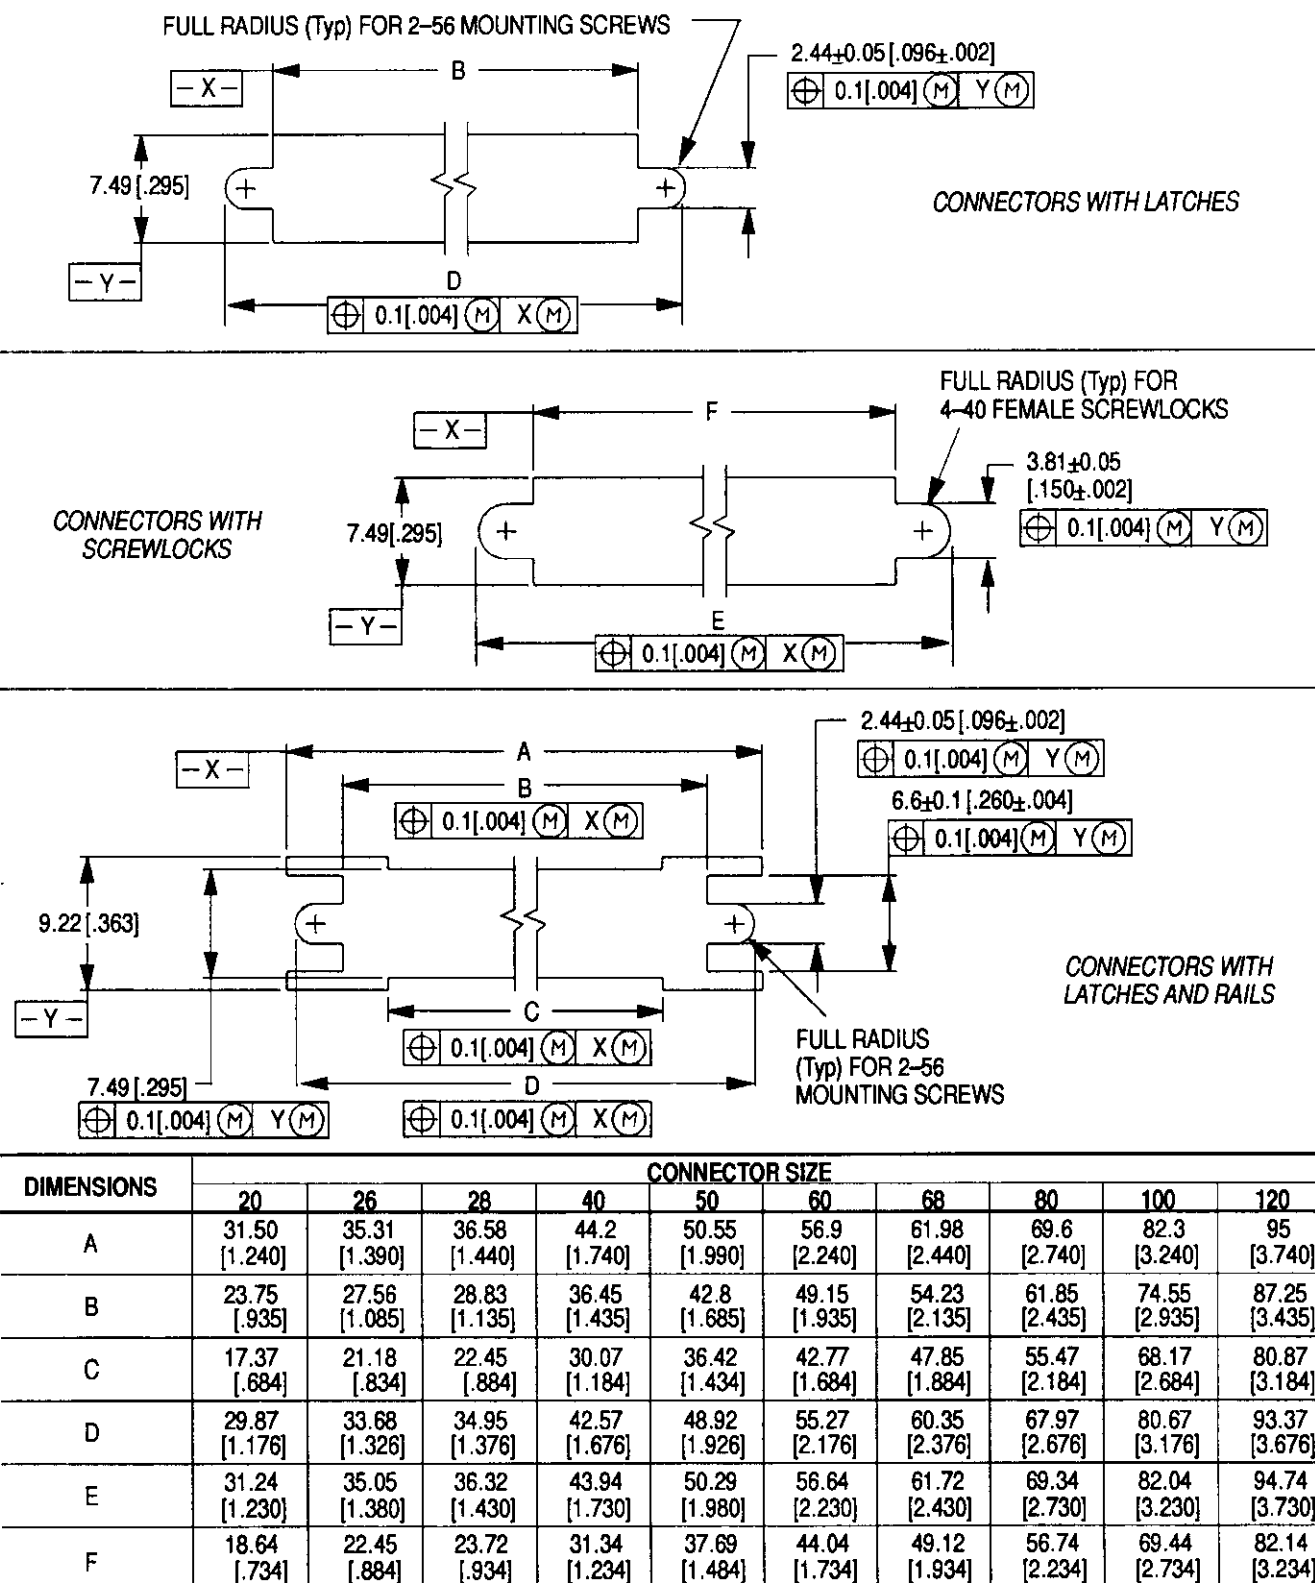 FULL RADIUS (Typ) FOR 2–56 MOUNTING SCREWS
2.44±0.05 [.096±.002]
B
– X –
⌖ 0.1[.004] Ⓜ Y Ⓜ
7.49 [.295]
CONNECTORS WITH LATCHES
– Y –
D
⌖ 0.1[.004] Ⓜ X Ⓜ
FULL RADIUS (Typ) FOR
4–40 FEMALE SCREWLOCKS
– X –
F
3.81±0.05
[.150±.002]
⌖ 0.1[.004] Ⓜ Y Ⓜ
CONNECTORS WITH
SCREWLOCKS
7.49[.295]
– Y –
E
⌖ 0.1[.004] Ⓜ X Ⓜ
2.44±0.05 [.096±.002]
⌖ 0.1[.004] Ⓜ Y Ⓜ
– X –
A
B
⌖ 0.1[.004] Ⓜ X Ⓜ
6.6±0.1 [.260±.004]
⌖ 0.1[.004] Ⓜ Y Ⓜ
9.22 [.363]
CONNECTORS WITH
LATCHES AND RAILS
– Y –
C
⌖ 0.1[.004] Ⓜ X Ⓜ
FULL RADIUS
(Typ) FOR 2–56
MOUNTING SCREWS
7.49 [.295]
⌖ 0.1[.004] Ⓜ Y Ⓜ
D
⌖ 0.1[.004] Ⓜ X Ⓜ
DIMENSIONS CONNECTOR SIZE
20 26 28 40 50 60 68 80 100 120
A 31.50 35.31 36.58 44.2 50.55 56.9 61.98 69.6 82.3 95
[1.240] [1.390] [1.440] [1.740] [1.990] [2.240] [2.440] [2.740] [3.240] [3.740]
B 23.75 27.56 28.83 36.45 42.8 49.15 54.23 61.85 74.55 87.25
[.935] [1.085] [1.135] [1.435] [1.685] [1.935] [2.135] [2.435] [2.935] [3.435]
C 17.37 21.18 22.45 30.07 36.42 42.77 47.85 55.47 68.17 80.87
[.684] [.834] [.884] [1.184] [1.434] [1.684] [1.884] [2.184] [2.684] [3.184]
D 29.87 33.68 34.95 42.57 48.92 55.27 60.35 67.97 80.67 93.37
[1.176] [1.326] [1.376] [1.676] [1.926] [2.176] [2.376] [2.676] [3.176] [3.676]
E 31.24 35.05 36.32 43.94 50.29 56.64 61.72 69.34 82.04 94.74
[1.230] [1.380] [1.430] [1.730] [1.980] [2.230] [2.430] [2.730] [3.230] [3.730]
F 18.64 22.45 23.72 31.34 37.69 44.04 49.12 56.74 69.44 82.14
[.734] [.884] [.934] [1.234] [1.484] [1.734] [1.934] [2.234] [2.734] [3.234]